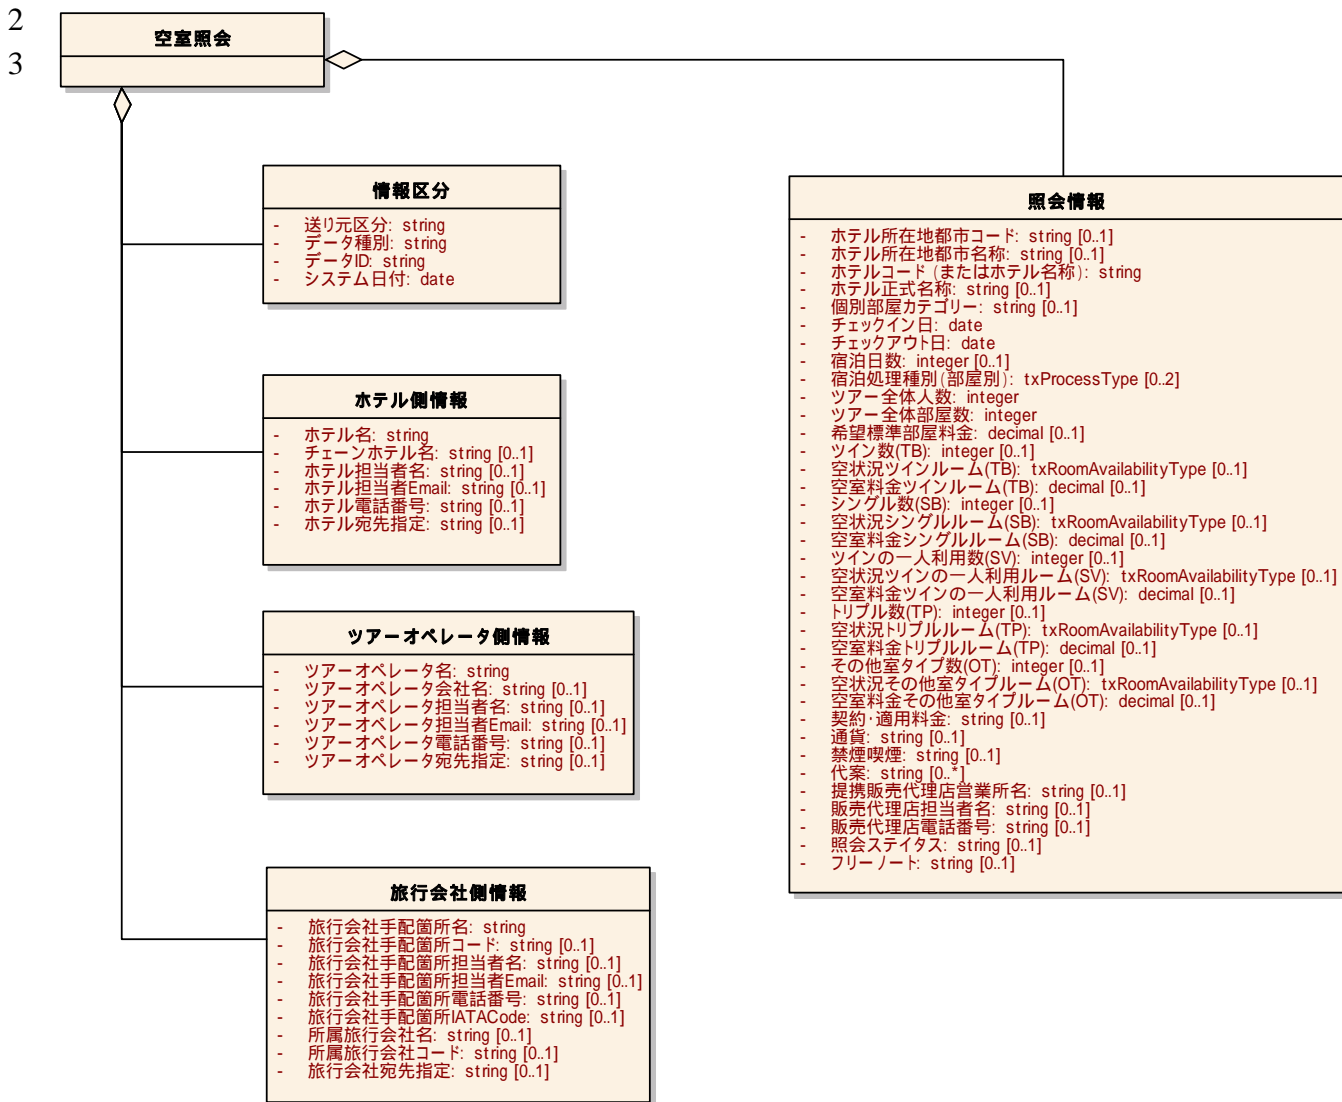 2
3
空室照会
情報区分
- 送り元区分: string
- データ種別: string
- データID: string
- システム日付: date
ホテル側情報
- ホテル名: string
- チェーンホテル名: string [0..1]
- ホテル担当者名: string [0..1]
- ホテル担当者Email: string [0..1]
- ホテル電話番号: string [0..1]
- ホテル宛先指定: string [0..1]
ツアーオペレータ側情報
- ツアーオペレータ名: string
- ツアーオペレータ会社名: string [0..1]
- ツアーオペレータ担当者名: string [0..1]
- ツアーオペレータ担当者Email: string [0..1]
- ツアーオペレータ電話番号: string [0..1]
- ツアーオペレータ宛先指定: string [0..1]
旅行会社側情報
- 旅行会社手配箇所名: string
- 旅行会社手配箇所コード: string [0..1]
- 旅行会社手配箇所担当者名: string [0..1]
- 旅行会社手配箇所担当者Email: string [0..1]
- 旅行会社手配箇所電話番号: string [0..1]
- 旅行会社手配箇所IATACode: string [0..1]
- 所属旅行会社名: string [0..1]
- 所属旅行会社コード: string [0..1]
- 旅行会社宛先指定: string [0..1]
照会情報
- ホテル所在地都市コード: string [0..1]
- ホテル所在地都市名称: string [0..1]
- ホテルコード (またはホテル名称): string
- ホテル正式名称: string [0..1]
- 個別部屋カテゴリー: string [0..1]
- チェックイン日: date
- チェックアウト日: date
- 宿泊日数: integer [0..1]
- 宿泊処理種別(部屋別): txProcessType [0..2]
- ツアー全体人数: integer
- ツアー全体部屋数: integer
- 希望標準部屋料金: decimal [0..1]
- ツイン数(TB): integer [0..1]
- 空状況ツインルーム(TB): txRoomAvailabilityType [0..1]
- 空室料金ツインルーム(TB): decimal [0..1]
- シングル数(SB): integer [0..1]
- 空状況シングルルーム(SB): txRoomAvailabilityType [0..1]
- 空室料金シングルルーム(SB): decimal [0..1]
- ツインの一人利用数(SV): integer [0..1]
- 空状況ツインの一人利用ルーム(SV): txRoomAvailabilityType [0..1]
- 空室料金ツインの一人利用ルーム(SV): decimal [0..1]
- トリプル数(TP): integer [0..1]
- 空状況トリプルルーム(TP): txRoomAvailabilityType [0..1]
- 空室料金トリプルルーム(TP): decimal [0..1]
- その他室タイプ数(OT): integer [0..1]
- 空状況その他室タイプルーム(OT): txRoomAvailabilityType [0..1]
- 空室料金その他室タイプルーム(OT): decimal [0..1]
- 契約・適用料金: string [0..1]
- 通貨: string [0..1]
- 禁煙喫煙: string [0..1]
- 代案: string [0..*]
- 提携販売代理店営業所名: string [0..1]
- 販売代理店担当者名: string [0..1]
- 販売代理店電話番号: string [0..1]
- 照会ステイタス: string [0..1]
- フリーノート: string [0..1]